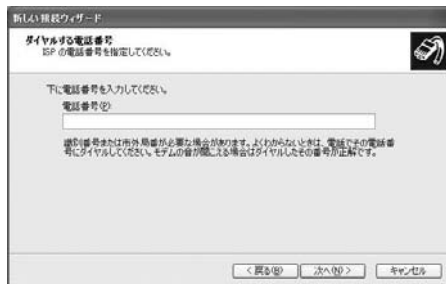 新しい接続ウィザード
ダイヤルする電話番号
ISP の電話番号を指定してください。
下に電話番号を入力してください。
電話番号(P)
識別番号または市外局番が必要な場合があります。よくわからないときは、電話でその電話番
号にダイヤルしてください。モデムの音が聞こえる場合はダイヤルしたその番号が正解です。
< 戻る(B)
次へ(N) >
キャンセル